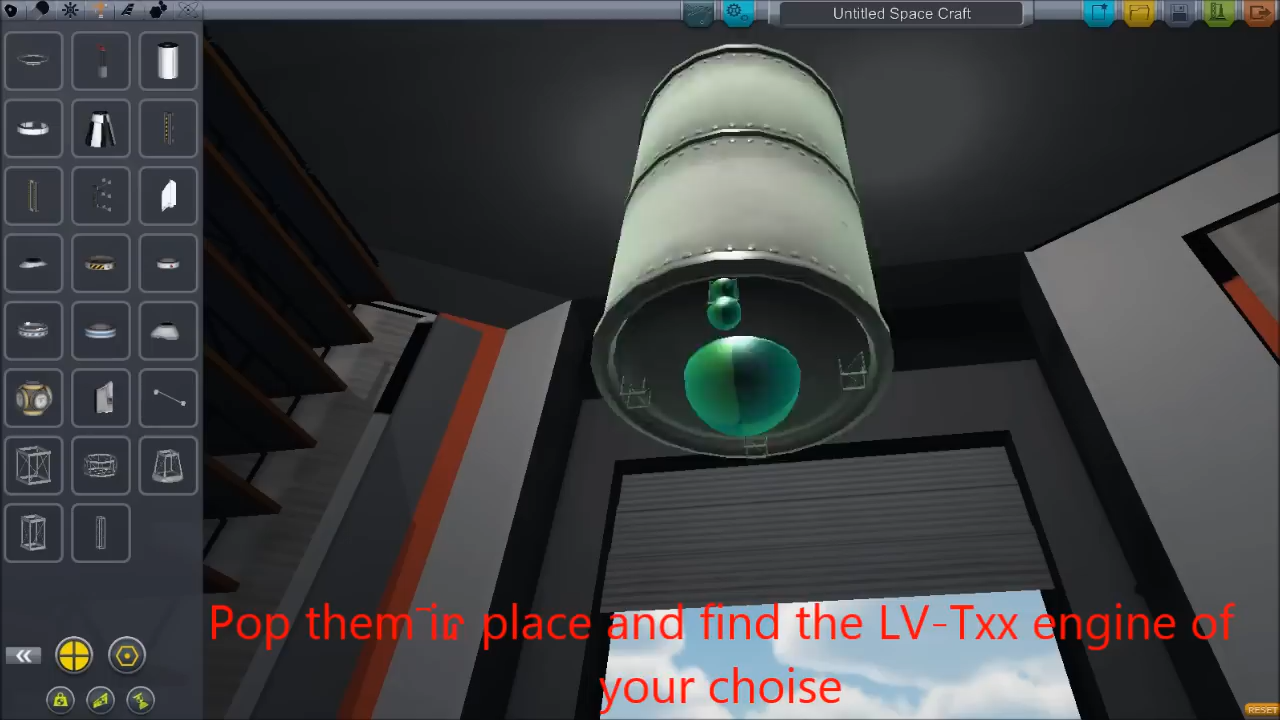 Untitled Space Craft
Pop them in place and find the LV-Txx engine of
your choise
RESET